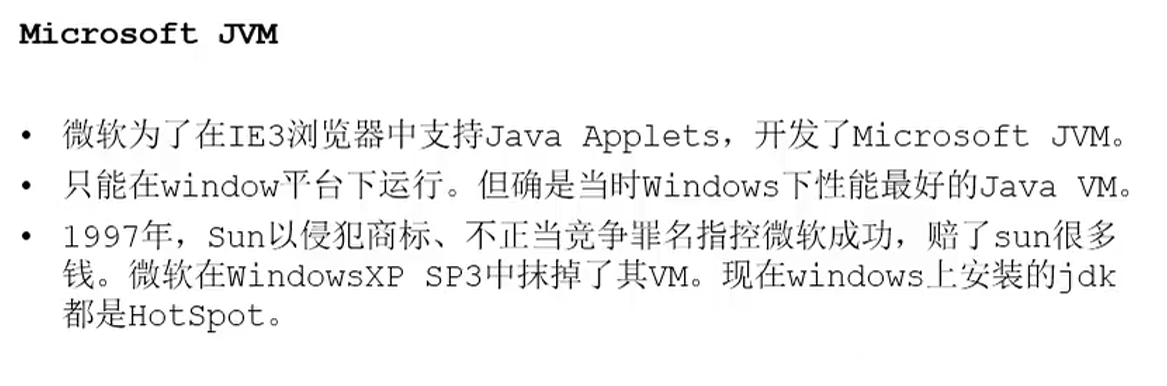 Microsoft JVM
• 微软为了在IE3浏览器中支持Java Applets，开发了Microsoft JVM。
• 只能在window平台下运行。但确是当时Windows下性能最好的Java VM。
• 1997年，Sun以侵犯商标、不正当竞争罪名指控微软成功，赔了sun很多
钱。微软在WindowsXP SP3中抹掉了其VM。现在windows上安装的jdk
都是HotSpot。